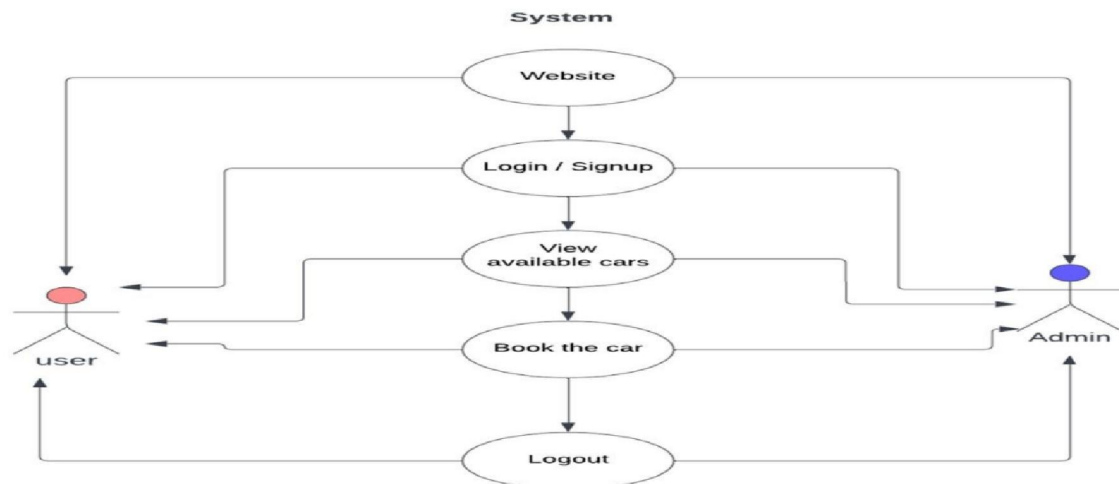 System
Website
Login / Signup
View
available cars
Book the car
user
Admin
Logout